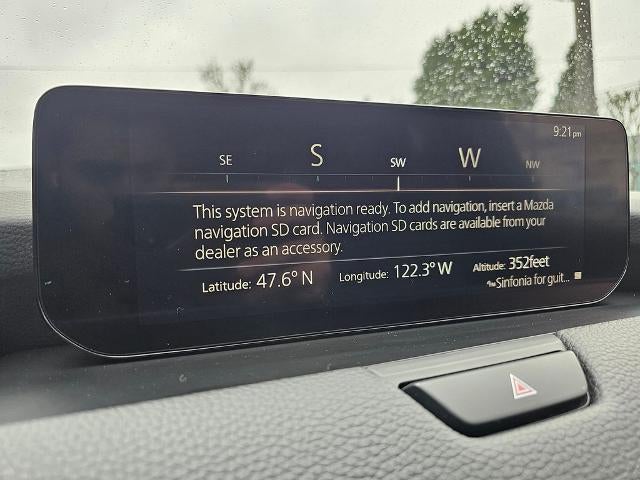 9:21pm
SE S SW W NW
This system is navigation ready. To add navigation, insert a Mazda
navigation SD card. Navigation SD cards are available from your
dealer as an accessory.
Latitude: 47.6° N Longitude: 122.3° W Altitude: 352feet
Sinfonia for guit...